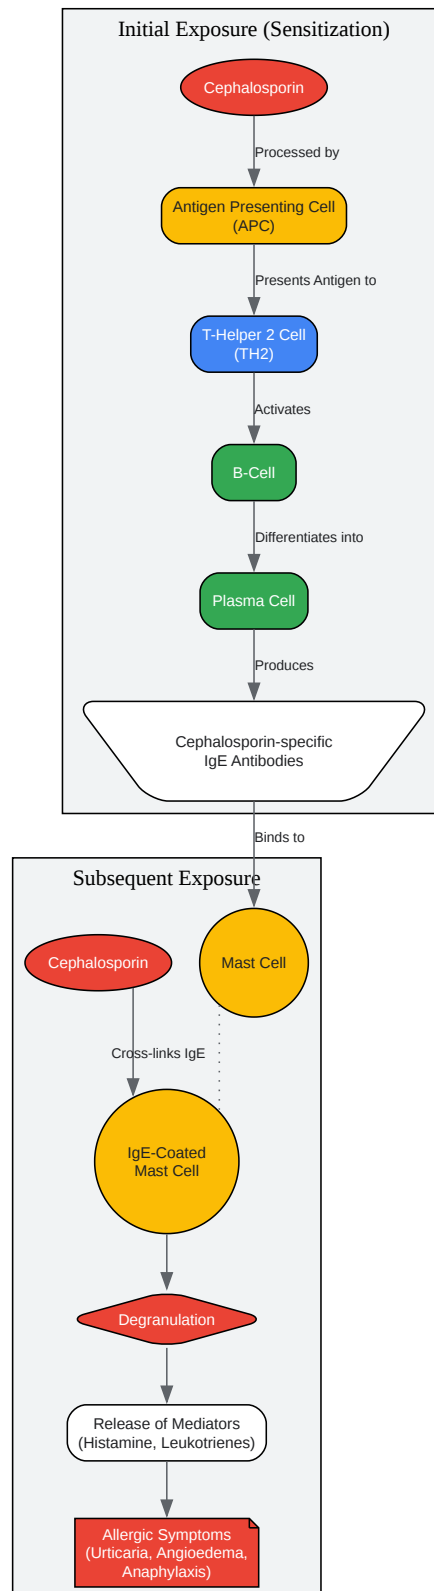 Initial Exposure (Sensitization)
Cephalosporin
Processed by
Antigen Presenting Cell
(APC)
Presents Antigen to
T-Helper 2 Cell
(TH2)
Activates
B-Cell
Differentiates into
Plasma Cell
Produces
Cephalosporin-specific
IgE Antibodies
Binds to
Subsequent Exposure
Cephalosporin
Mast Cell
Cross-links IgE
IgE-Coated
Mast Cell
Degranulation
Release of Mediators
(Histamine, Leukotrienes)
Allergic Symptoms
(Urticaria, Angioedema,
Anaphylaxis)